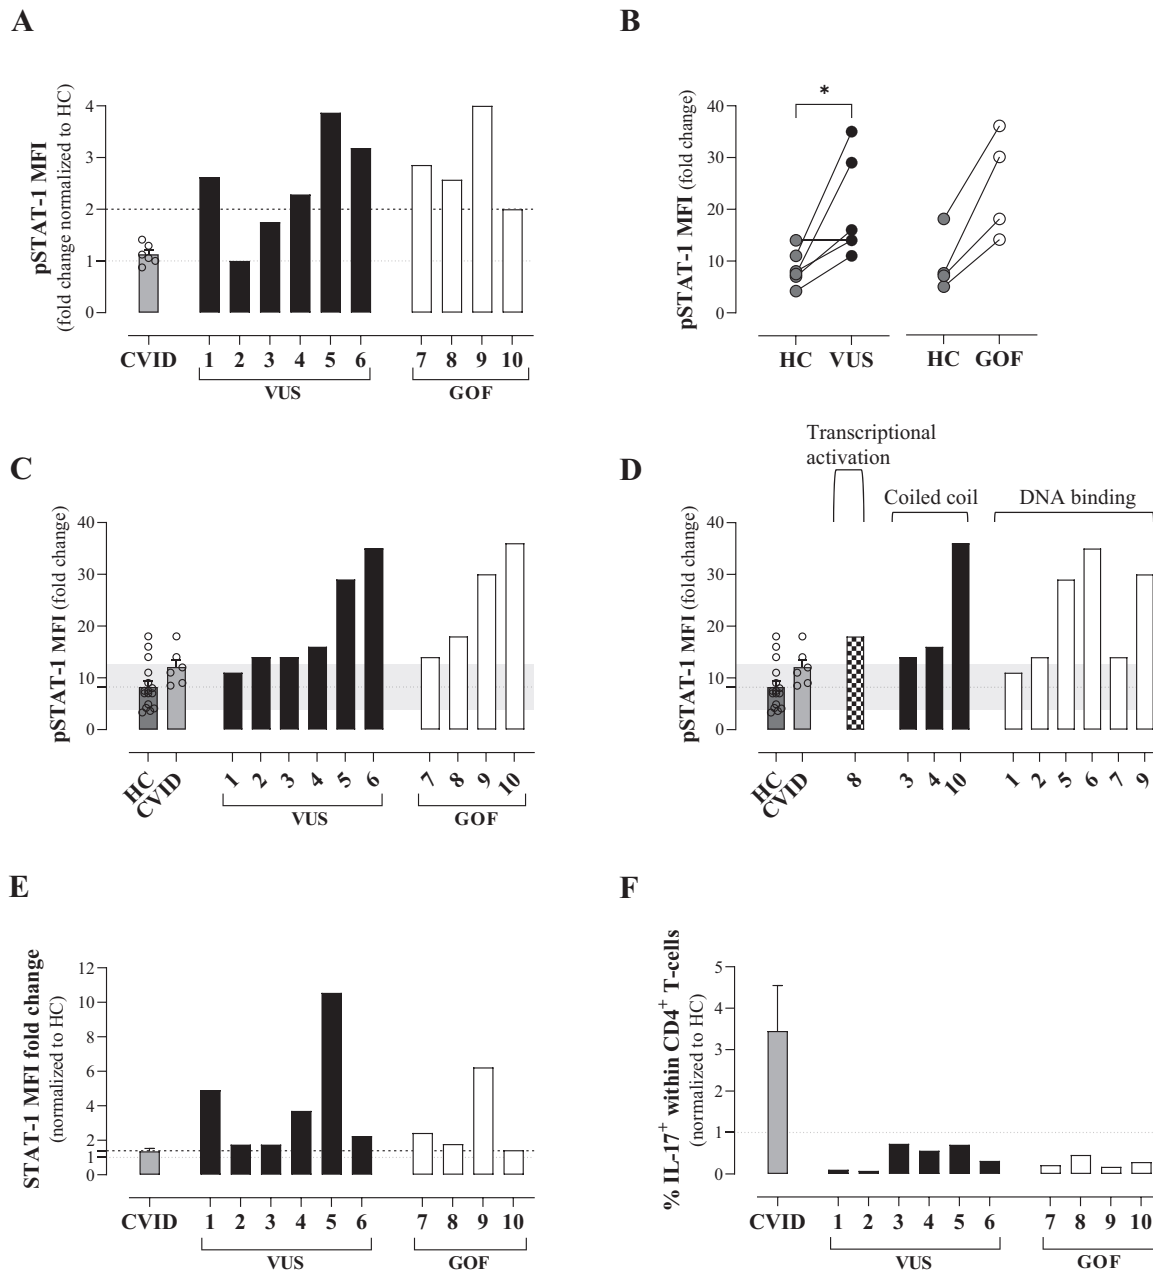 A
pSTAT-1 MFI
(fold change normalized to HC)
4
3
2
1
0
CVID
1 2 3 4 5 6
7 8 9 10
VUS
GOF
B
pSTAT-1 MFI (fold change)
40
30
20
10
0
*
HC VUS
HC GOF
C
pSTAT-1 MFI (fold change)
40
30
20
10
0
HC
CVID
1 2 3 4 5 6
7 8 9 10
VUS
GOF
D
Transcriptional
activation
Coiled coil
DNA binding
pSTAT-1 MFI (fold change)
40
30
20
10
0
HC
CVID
8
3 4 10
1 2 5 6 7 9
E
STAT-1 MFI fold change
(normalized to HC)
12
10
8
6
4
2
1
0
CVID
1 2 3 4 5 6
7 8 9 10
VUS
GOF
F
% IL-17+ within CD4+ T-cells
(normalized to HC)
5
4
3
2
1
0
CVID
1 2 3 4 5 6
7 8 9 10
VUS
GOF